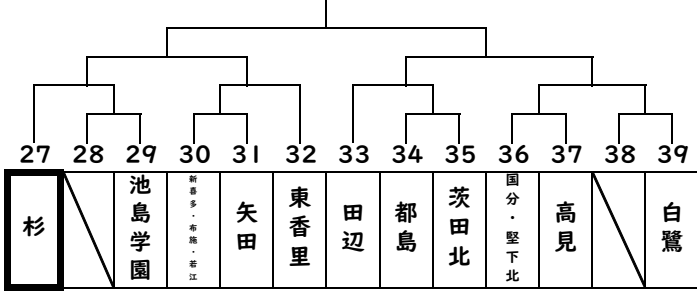 27 28 29 30 31 32 33 34 35 36 37 38 39
杉
池島学園
新喜多・布施・若江
矢田
東香里
田辺
都島
茨田北
国分・堅下北
高見
白鷺